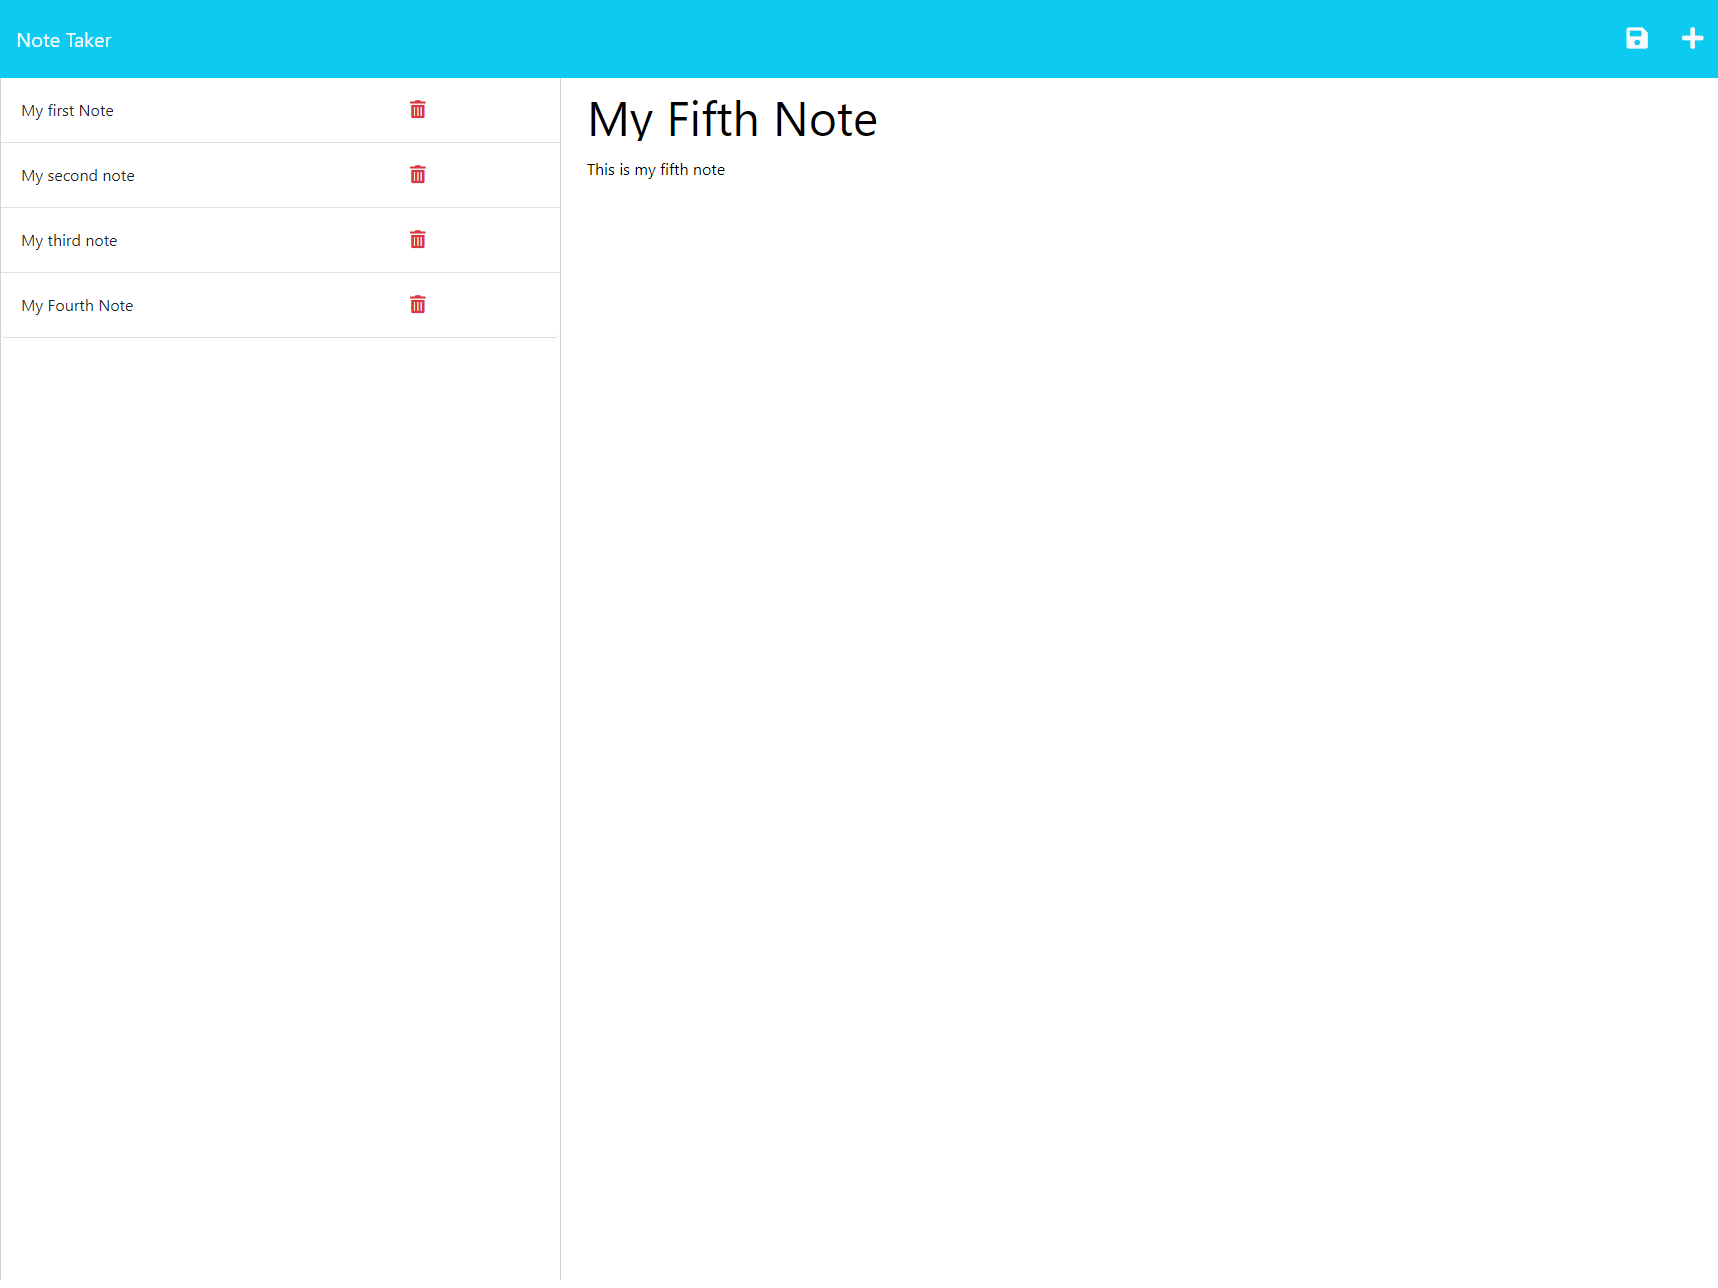 Note Taker
My first Note
My second note
My third note
My Fourth Note
My Fifth Note
This is my fifth note